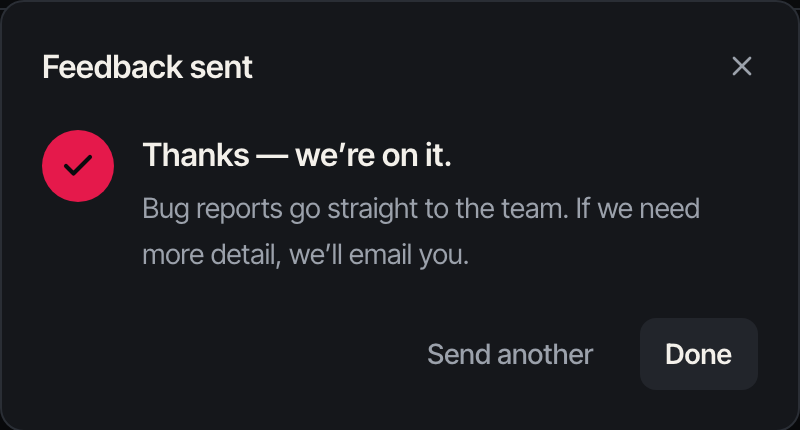 Feedback sent
Thanks — we’re on it.
Bug reports go straight to the team. If we need
more detail, we’ll email you.
Send another
Done